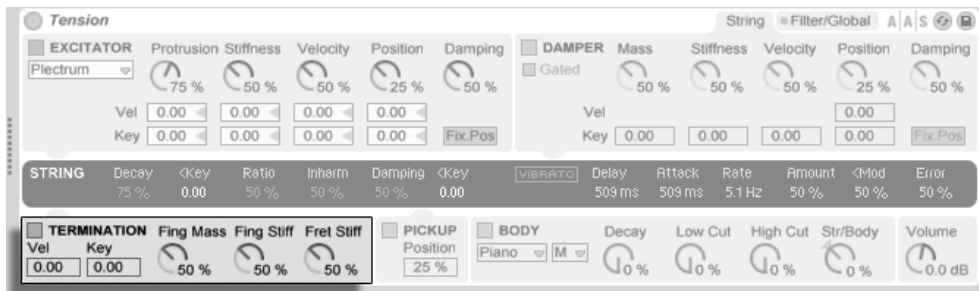 Tension String Filter/Global A A S
EXCITATOR Protrusion Stiffness Velocity Position Damping DAMPER Mass Stiffness Velocity Position Damping
Plectrum 75 % 50 % 50 % 25 % 50 % Gated 50 % 50 % 50 % 25 % 50 %
Vel 0.00 0.00 0.00 0.00 Vel 0.00
Key 0.00 0.00 0.00 0.00 Fix.Pos Key 0.00 0.00 0.00 0.00 Fix.Pos
STRING Decay <Key Ratio Inharm Damping <Key VIBRATO Delay Attack Rate Amount <Mod Error
75 % 0.00 50 % 50 % 50 % 0.00 509 ms 509 ms 5.1 Hz 50 % 50 % 50 %
TERMINATION Fing Mass Fing Stiff Fret Stiff PICKUP BODY Decay Low Cut High Cut Str/Body Volume
Vel Key Position Piano M
0.00 0.00 50 % 50 % 50 % 25 % 0 % 0 % 0 % 0 % 0.0 dB